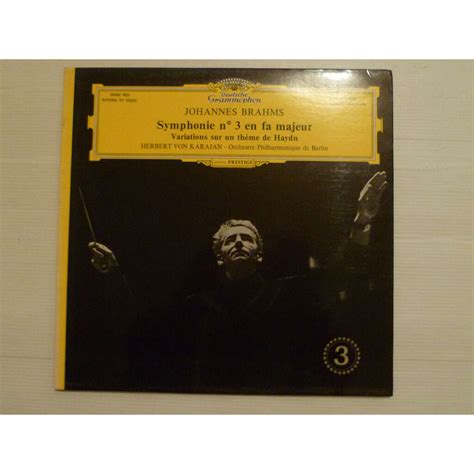 Deutsche
Grammophon
JOHANNES BRAHMS
Symphonie n° 3 en fa majeur
Variations sur un thème de Haydn
HERBERT VON KARAJAN - Orchestre Philharmonique de Berlin
PRESTIGE
3